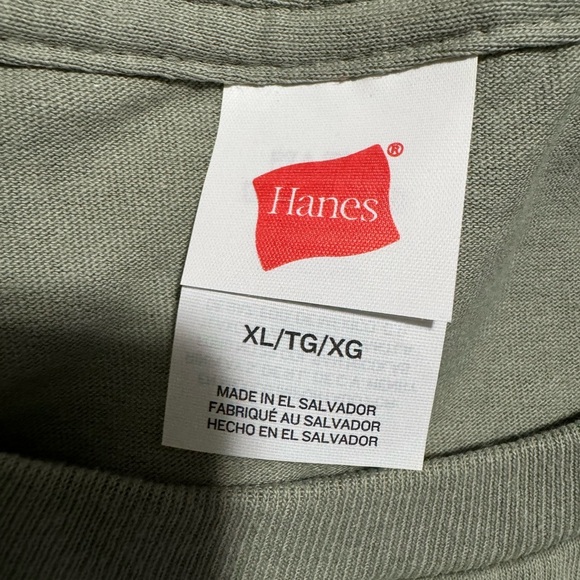 Hanes®
XL/TG/XG
MADE IN EL SALVADOR
FABRIQUÉ AU SALVADOR
HECHO EN EL SALVADOR